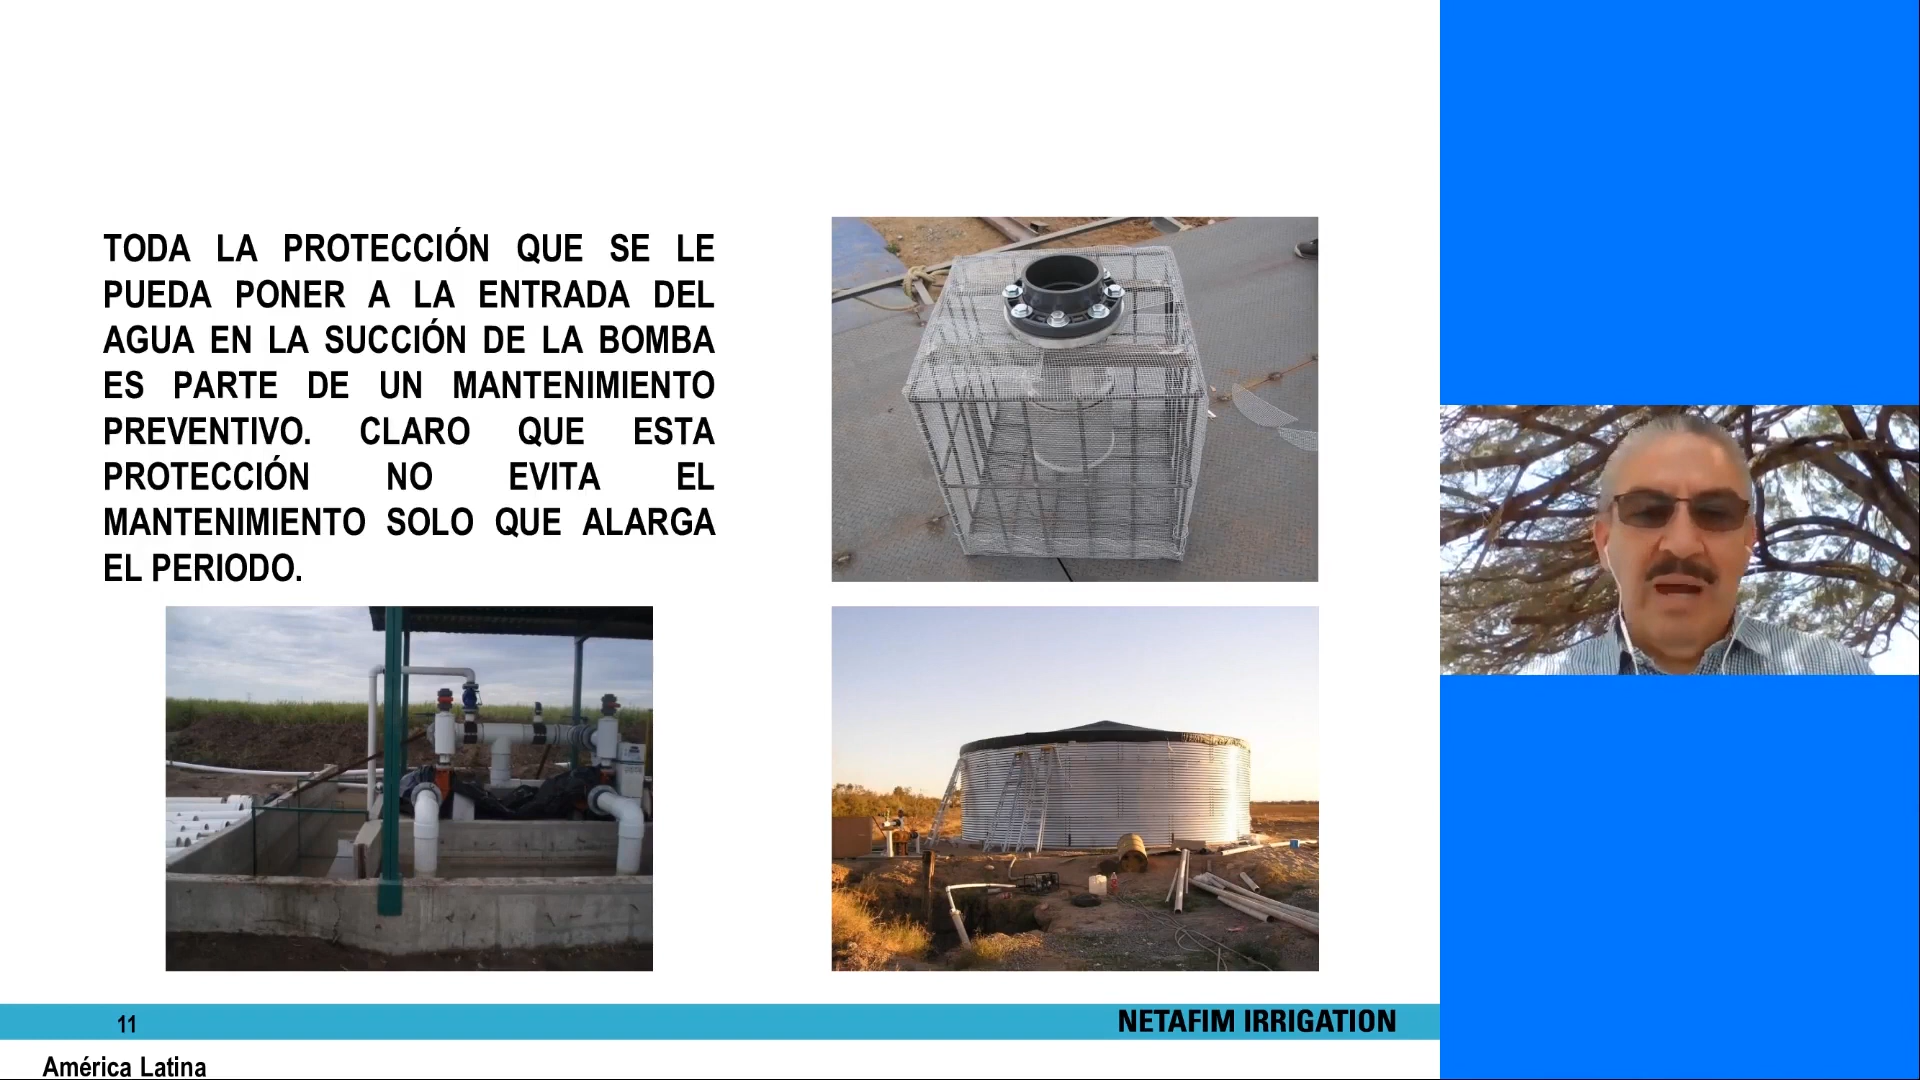 TODA LA PROTECCIÓN QUE SE LE
PUEDA PONER A LA ENTRADA DEL
AGUA EN LA SUCCIÓN DE LA BOMBA
ES PARTE DE UN MANTENIMIENTO
PREVENTIVO. CLARO QUE ESTA
PROTECCIÓN NO EVITA EL
MANTENIMIENTO SOLO QUE ALARGA
EL PERIODO.
11
NETAFIM IRRIGATION
América Latina